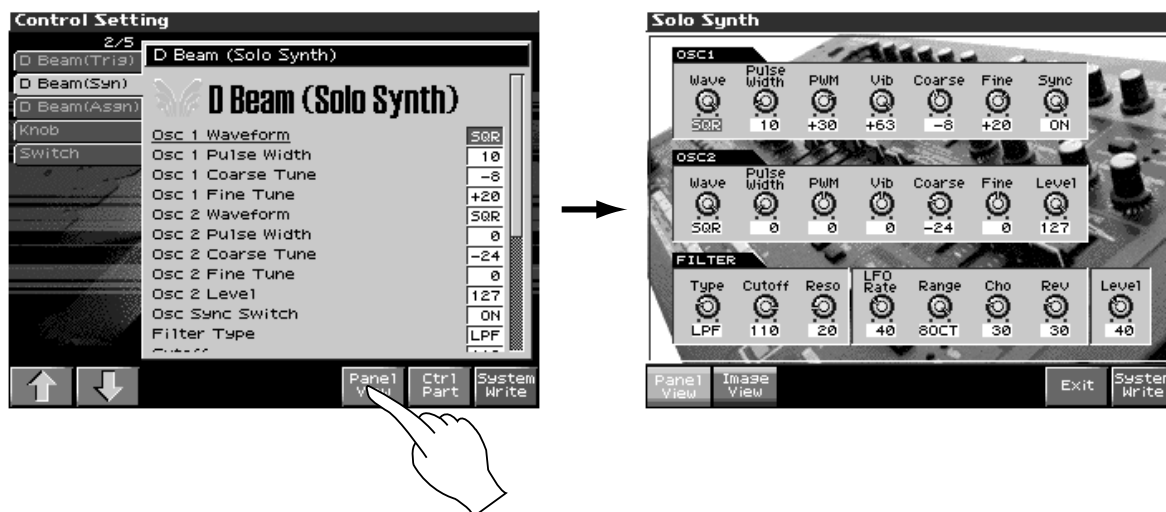 Control Setting
2/5
D Beam(Trig)
D Beam(Syn)
D Beam(Assgn)
Knob
Switch
D Beam (Solo Synth)
D Beam (Solo Synth)
Osc 1 Waveform SQR
Osc 1 Pulse Width 10
Osc 1 Coarse Tune -8
Osc 1 Fine Tune +20
Osc 2 Waveform SQR
Osc 2 Pulse Width 0
Osc 2 Coarse Tune -24
Osc 2 Fine Tune 0
Osc 2 Level 127
Osc Sync Switch ON
Filter Type LPF
Panel View
Ctrl Part
System Write
Solo Synth
OSC1
Wave Pulse Width PWM Vib Coarse Fine Sync
SQR 10 +30 +63 -8 +20 ON
OSC2
Wave Pulse Width PWM Vib Coarse Fine Level
SQR 0 0 0 -24 0 127
FILTER
Type Cutoff Reso LFO Rate Range Cho Rev Level
LPF 110 20 40 8OCT 30 30 40
Panel View
Image View
Exit
System Write